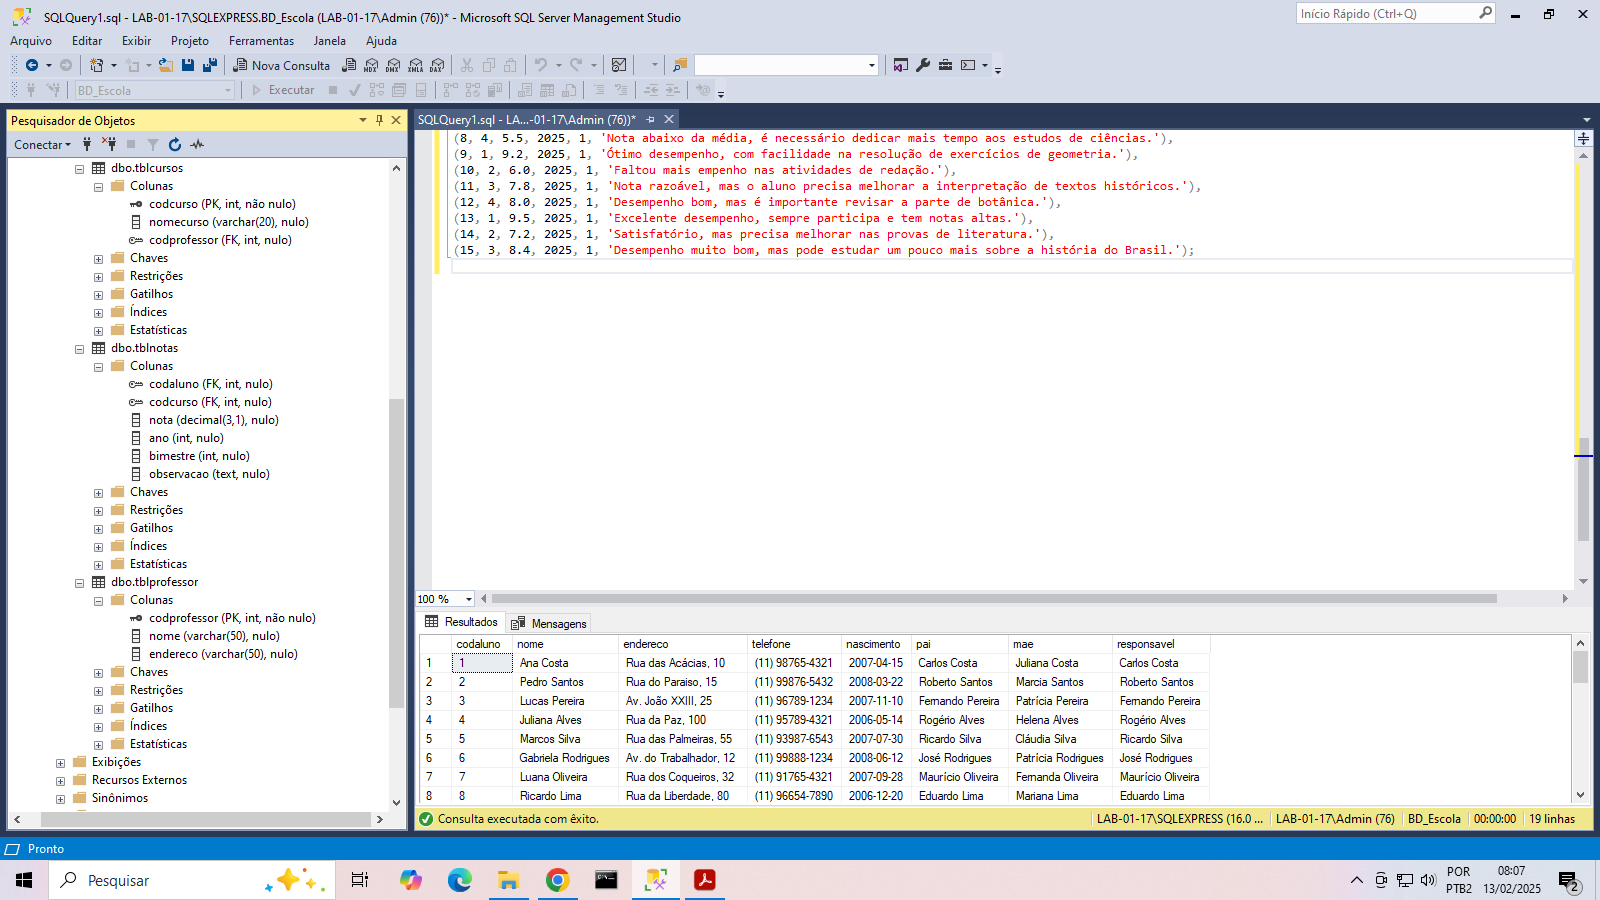 SQLQuery1.sql - LAB-01-17\SQLEXPRESS.BD_Escola (LAB-01-17\Admin (76))* - Microsoft SQL Server Management Studio
Início Rápido (Ctrl+Q)
Arquivo Editar Exibir Projeto Ferramentas Janela Ajuda
Nova Consulta MDX DMX XMLA DAX
BD_Escola Executar
Pesquisador de Objetos
Conectar
dbo.tblcursos
Colunas
codcurso (PK, int, não nulo)
nomecurso (varchar(20), nulo)
codprofessor (FK, int, nulo)
Chaves
Restrições
Gatilhos
Índices
Estatísticas
dbo.tblnotas
Colunas
codaluno (FK, int, nulo)
codcurso (FK, int, nulo)
nota (decimal(3,1), nulo)
ano (int, nulo)
bimestre (int, nulo)
observacao (text, nulo)
Chaves
Restrições
Gatilhos
Índices
Estatísticas
dbo.tblprofessor
Colunas
codprofessor (PK, int, não nulo)
nome (varchar(50), nulo)
endereco (varchar(50), nulo)
Chaves
Restrições
Gatilhos
Índices
Estatísticas
Exibições
Recursos Externos
Sinônimos
SQLQuery1.sql - LA...-01-17\Admin (76))*
(8, 4, 5.5, 2025, 1, 'Nota abaixo da média, é necessário dedicar mais tempo aos estudos de ciências.'),
(9, 1, 9.2, 2025, 1, 'Ótimo desempenho, com facilidade na resolução de exercícios de geometria.'),
(10, 2, 6.0, 2025, 1, 'Faltou mais empenho nas atividades de redação.'),
(11, 3, 7.8, 2025, 1, 'Nota razoável, mas o aluno precisa melhorar a interpretação de textos históricos.'),
(12, 4, 8.0, 2025, 1, 'Desempenho bom, mas é importante revisar a parte de botânica.'),
(13, 1, 9.5, 2025, 1, 'Excelente desempenho, sempre participa e tem notas altas.'),
(14, 2, 7.2, 2025, 1, 'Satisfatório, mas precisa melhorar nas provas de literatura.'),
(15, 3, 8.4, 2025, 1, 'Desempenho muito bom, mas pode estudar um pouco mais sobre a história do Brasil.');
100 %
Resultados Mensagens
codaluno nome endereco telefone nascimento pai mae responsavel
1 1 Ana Costa Rua das Acácias, 10 (11) 98765-4321 2007-04-15 Carlos Costa Juliana Costa Carlos Costa
2 2 Pedro Santos Rua do Paraiso, 15 (11) 99876-5432 2008-03-22 Roberto Santos Marcia Santos Roberto Santos
3 3 Lucas Pereira Av. João XXIII, 25 (11) 96789-1234 2007-11-10 Fernando Pereira Patrícia Pereira Fernando Pereira
4 4 Juliana Alves Rua da Paz, 100 (11) 95789-4321 2006-05-14 Rogério Alves Helena Alves Rogério Alves
5 5 Marcos Silva Rua das Palmeiras, 55 (11) 93987-6543 2007-07-30 Ricardo Silva Cláudia Silva Ricardo Silva
6 6 Gabriela Rodrigues Av. do Trabalhador, 12 (11) 99888-1234 2008-06-12 José Rodrigues Patrícia Rodrigues José Rodrigues
7 7 Luana Oliveira Rua dos Coqueiros, 32 (11) 91765-4321 2007-09-28 Maurício Oliveira Fernanda Oliveira Maurício Oliveira
8 8 Ricardo Lima Rua da Liberdade, 80 (11) 96654-7890 2006-12-20 Eduardo Lima Mariana Lima Eduardo Lima
Consulta executada com êxito. LAB-01-17\SQLEXPRESS (16.0 ... LAB-01-17\Admin (76) BD_Escola 00:00:00 19 linhas
Pronto
Pesquisar
POR
PTB2
08:07
13/02/2025
2